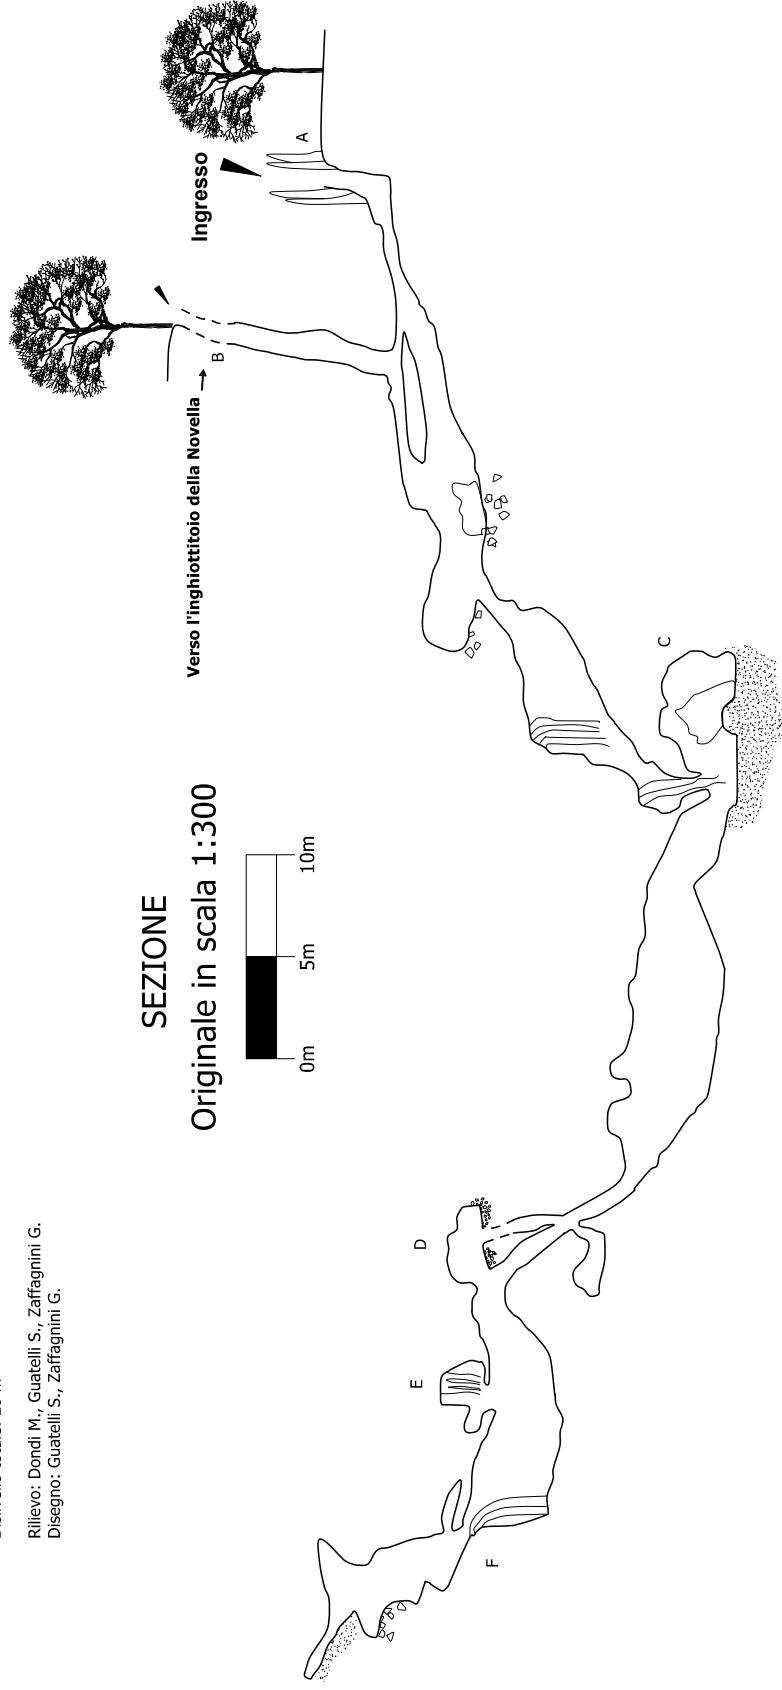 Rilievo: Dondi M., Guatelli S., Zaffagnini G.
Disegno: Guatelli S., Zaffagnini G.
SEZIONE
Originale in scala 1:300
0m 5m 10m
Verso l'inghiottitoio della Novella
Ingresso
A
B
C
D
E
F